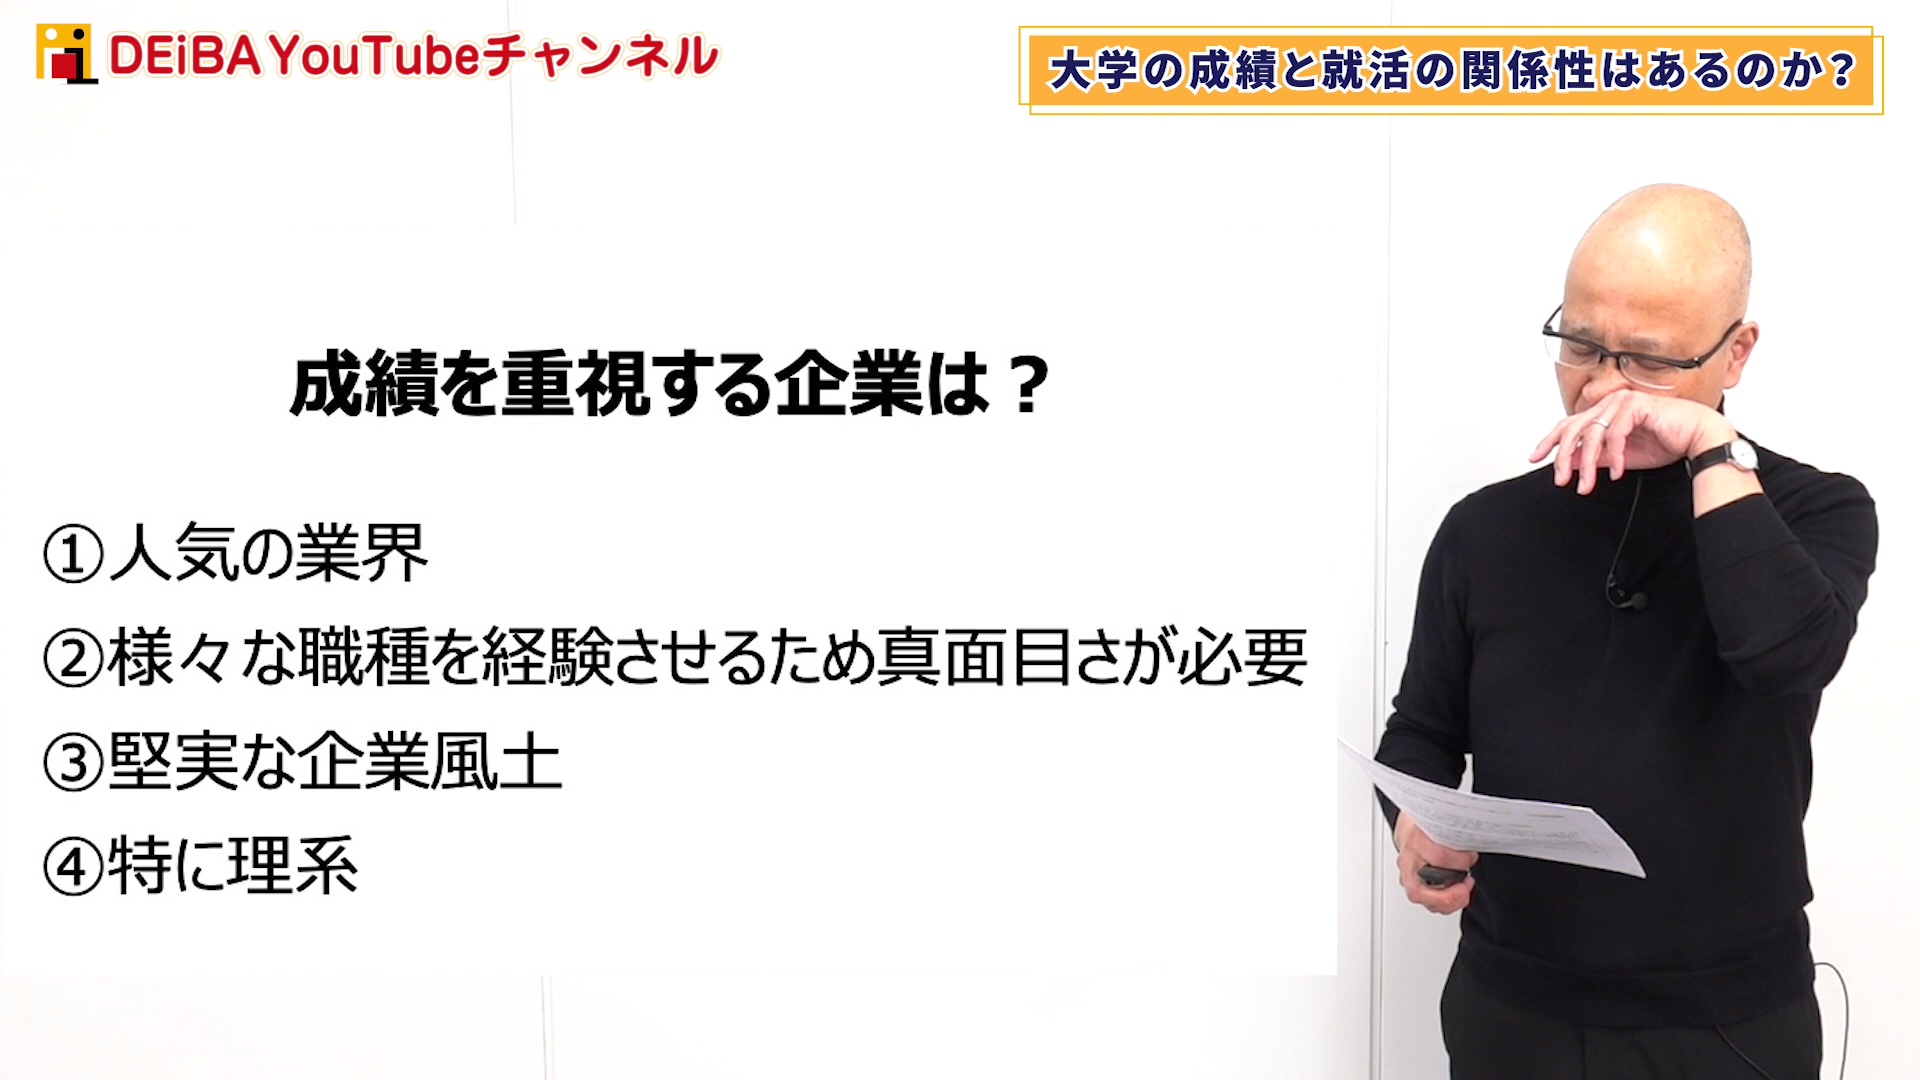 DEiBA YouTubeチャンネル
大学の成績と就活の関係性はあるのか？
成績を重視する企業は？
①人気の業界
②様々な職種を経験させるため真面目さが必要
③堅実な企業風土
④特に理系